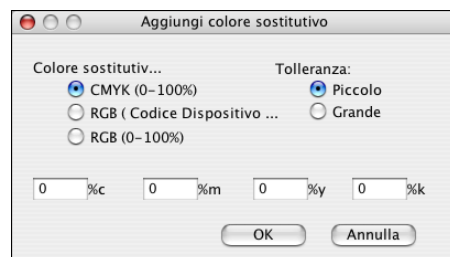 Aggiungi colore sostitutivo
Colore sostitutiv... Tolleranza:
CMYK (0-100%) Piccolo
RGB ( Codice Dispositivo ... Grande
RGB (0-100%)
0 %c 0 %m 0 %y 0 %k
OK Annulla